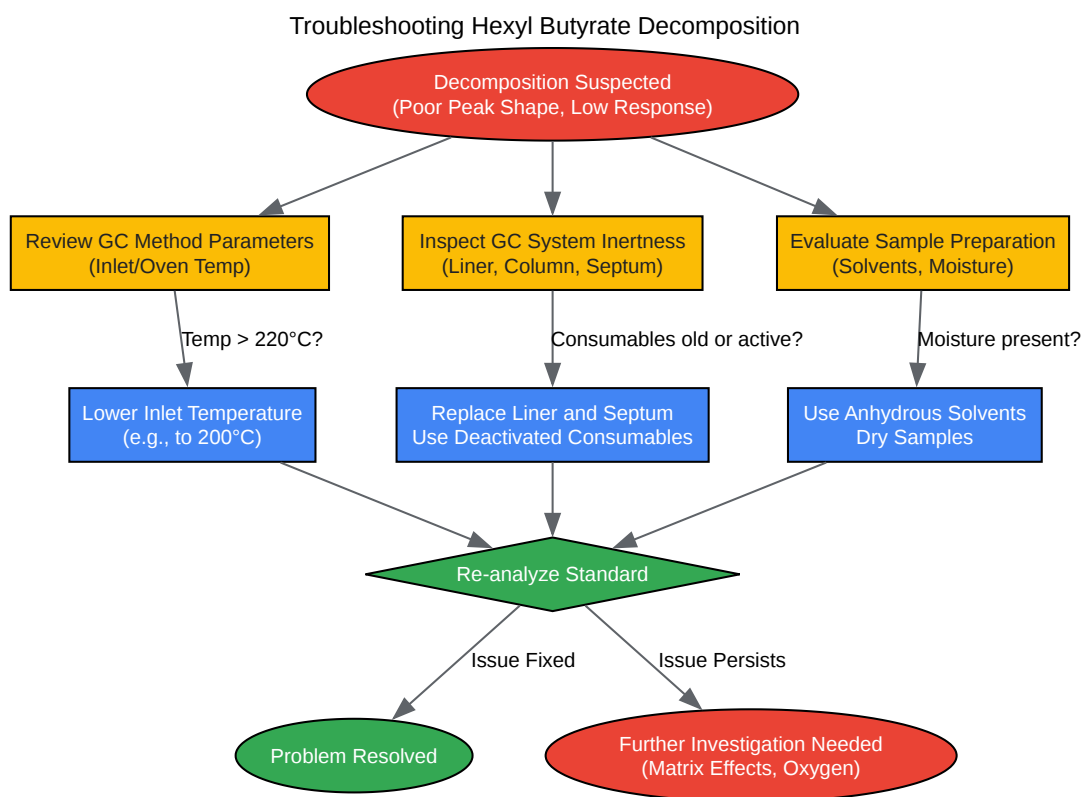 Troubleshooting Hexyl Butyrate Decomposition
Decomposition Suspected
(Poor Peak Shape, Low Response)
Review GC Method Parameters
(Inlet/Oven Temp)
Inspect GC System Inertness
(Liner, Column, Septum)
Evaluate Sample Preparation
(Solvents, Moisture)
Temp > 220°C?
Consumables old or active?
Moisture present?
Lower Inlet Temperature
(e.g., to 200°C)
Replace Liner and Septum
Use Deactivated Consumables
Use Anhydrous Solvents
Dry Samples
Re-analyze Standard
Issue Fixed
Issue Persists
Problem Resolved
Further Investigation Needed
(Matrix Effects, Oxygen)